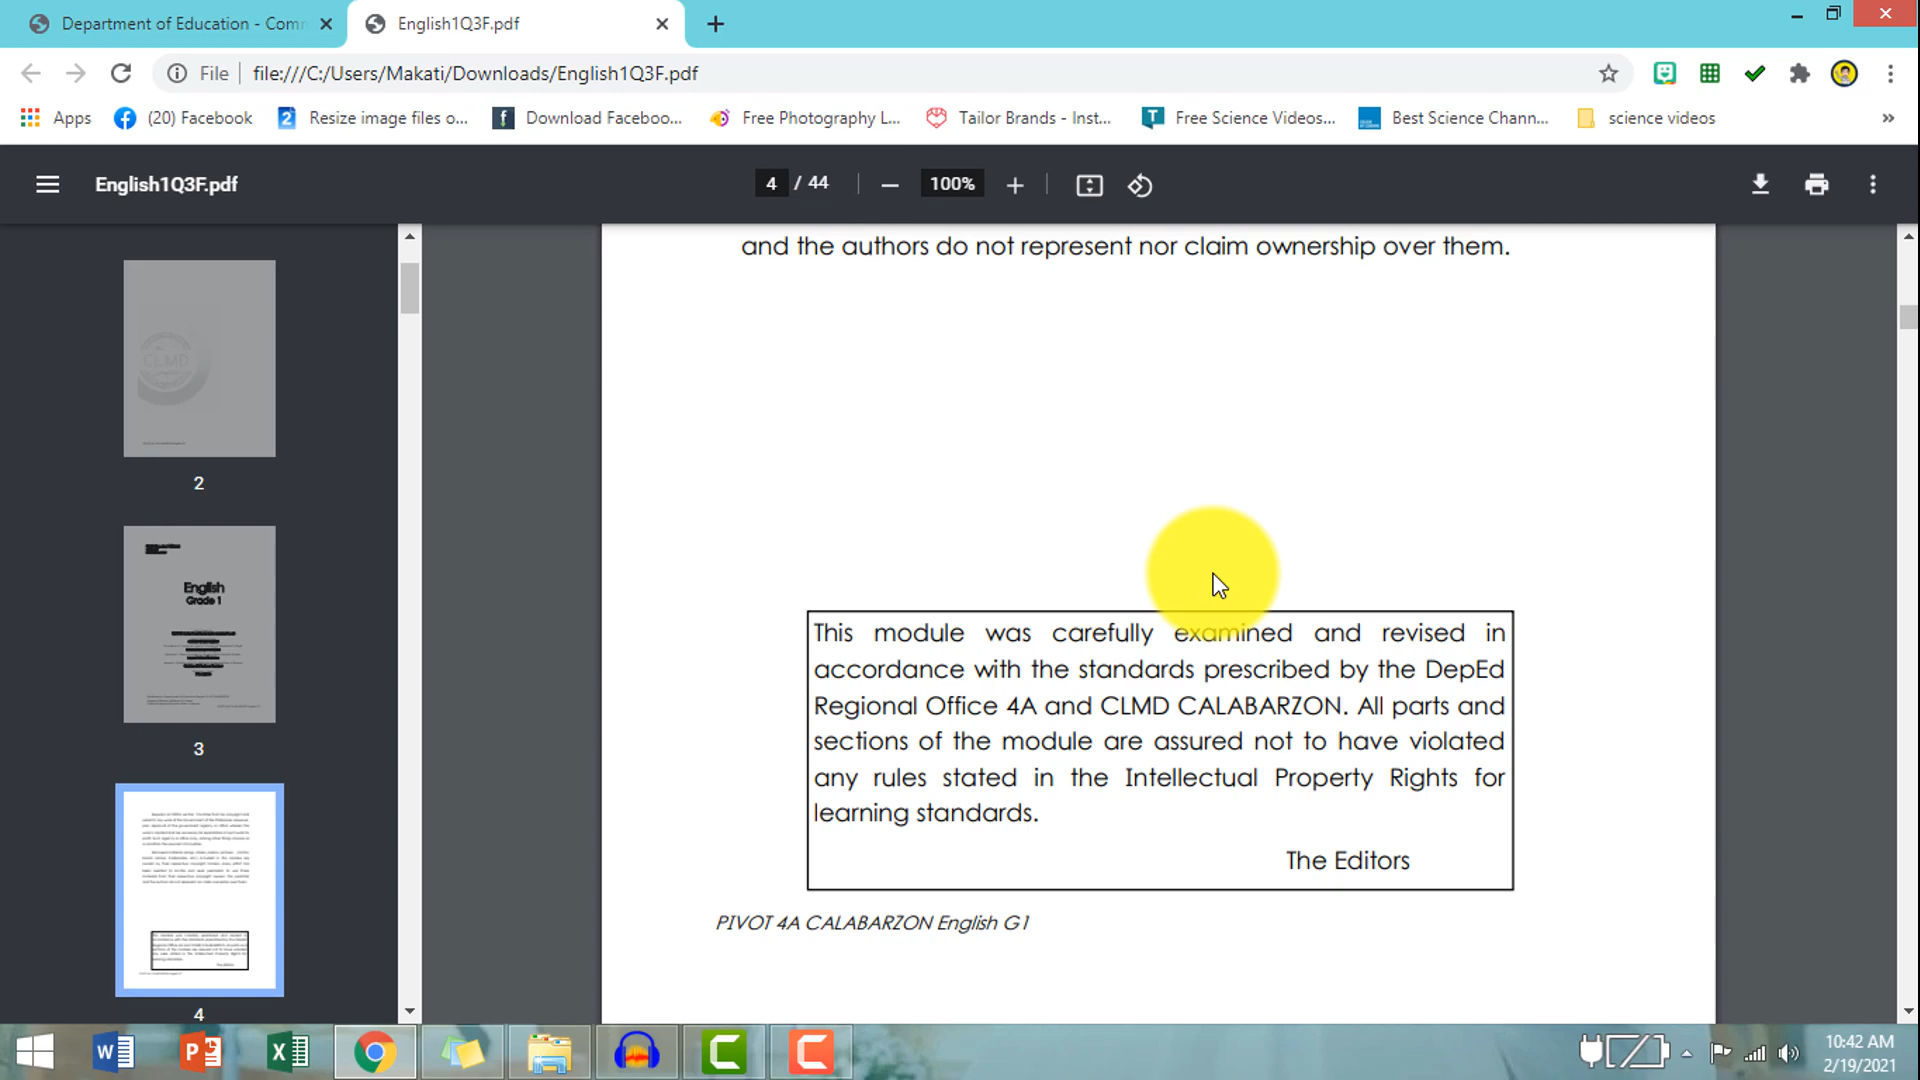 Department of Education - Com
English1Q3F.pdf
File
file:///C:/Users/Makati/Downloads/English1Q3F.pdf
Apps
(20) Facebook
Resize image files o...
Download Faceboo...
Free Photography L...
Tailor Brands - Inst...
Free Science Videos...
Best Science Chann...
science videos
»
English1Q3F.pdf
4 / 44
100%
2
English
Grade 1
3
4
and the authors do not represent nor claim ownership over them.
This module was carefully examined and revised in
accordance with the standards prescribed by the DepEd
Regional Office 4A and CLMD CALABARZON. All parts and
sections of the module are assured not to have violated
any rules stated in the Intellectual Property Rights for
learning standards.
The Editors
PIVOT 4A CALABARZON English G1
10:42 AM
2/19/2021